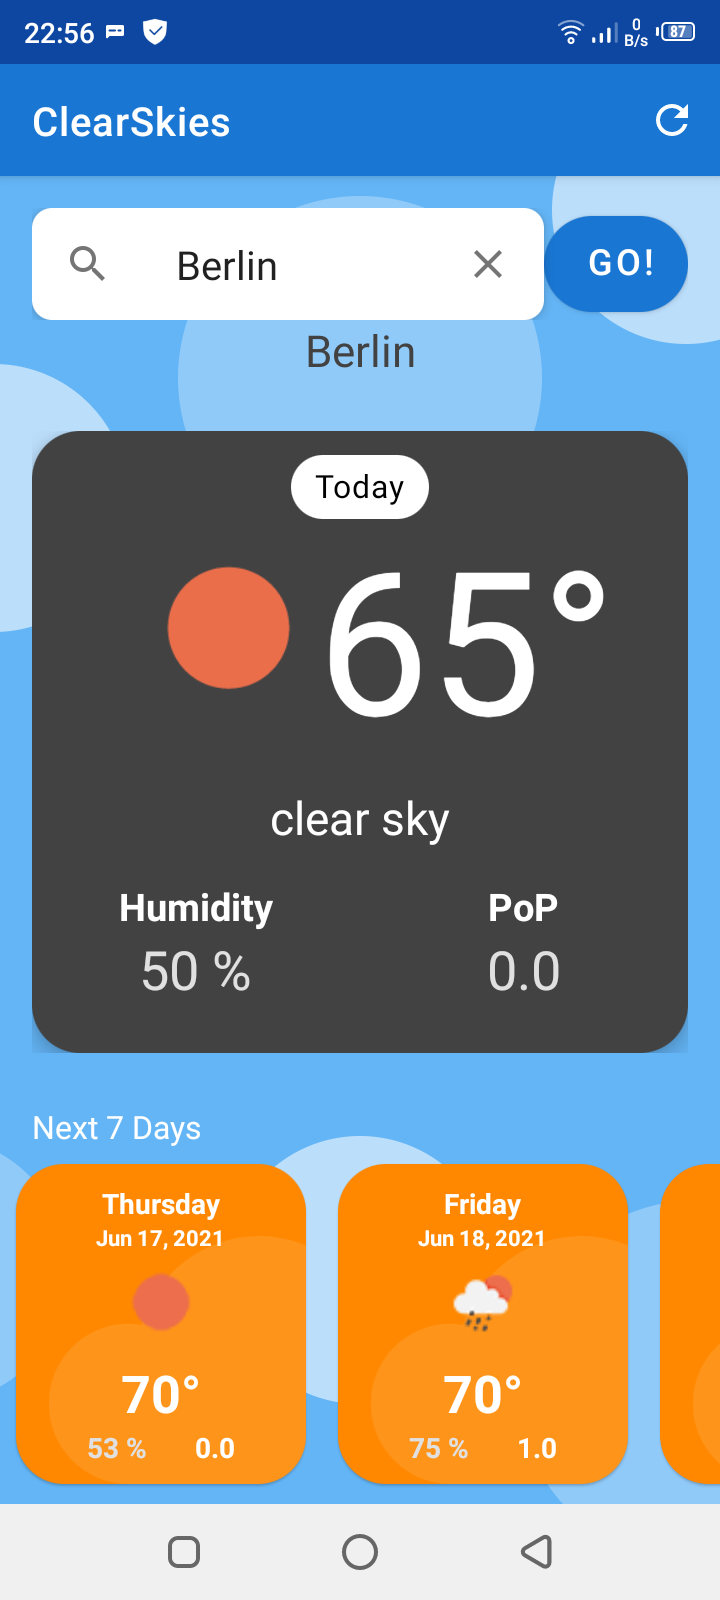 22:56
0 B/s
87
ClearSkies
Berlin
GO!
Berlin
Today
65°
clear sky
Humidity PoP
50 % 0.0
Next 7 Days
Thursday Friday
Jun 17, 2021 Jun 18, 2021
70° 70°
53 % 0.0 75 % 1.0